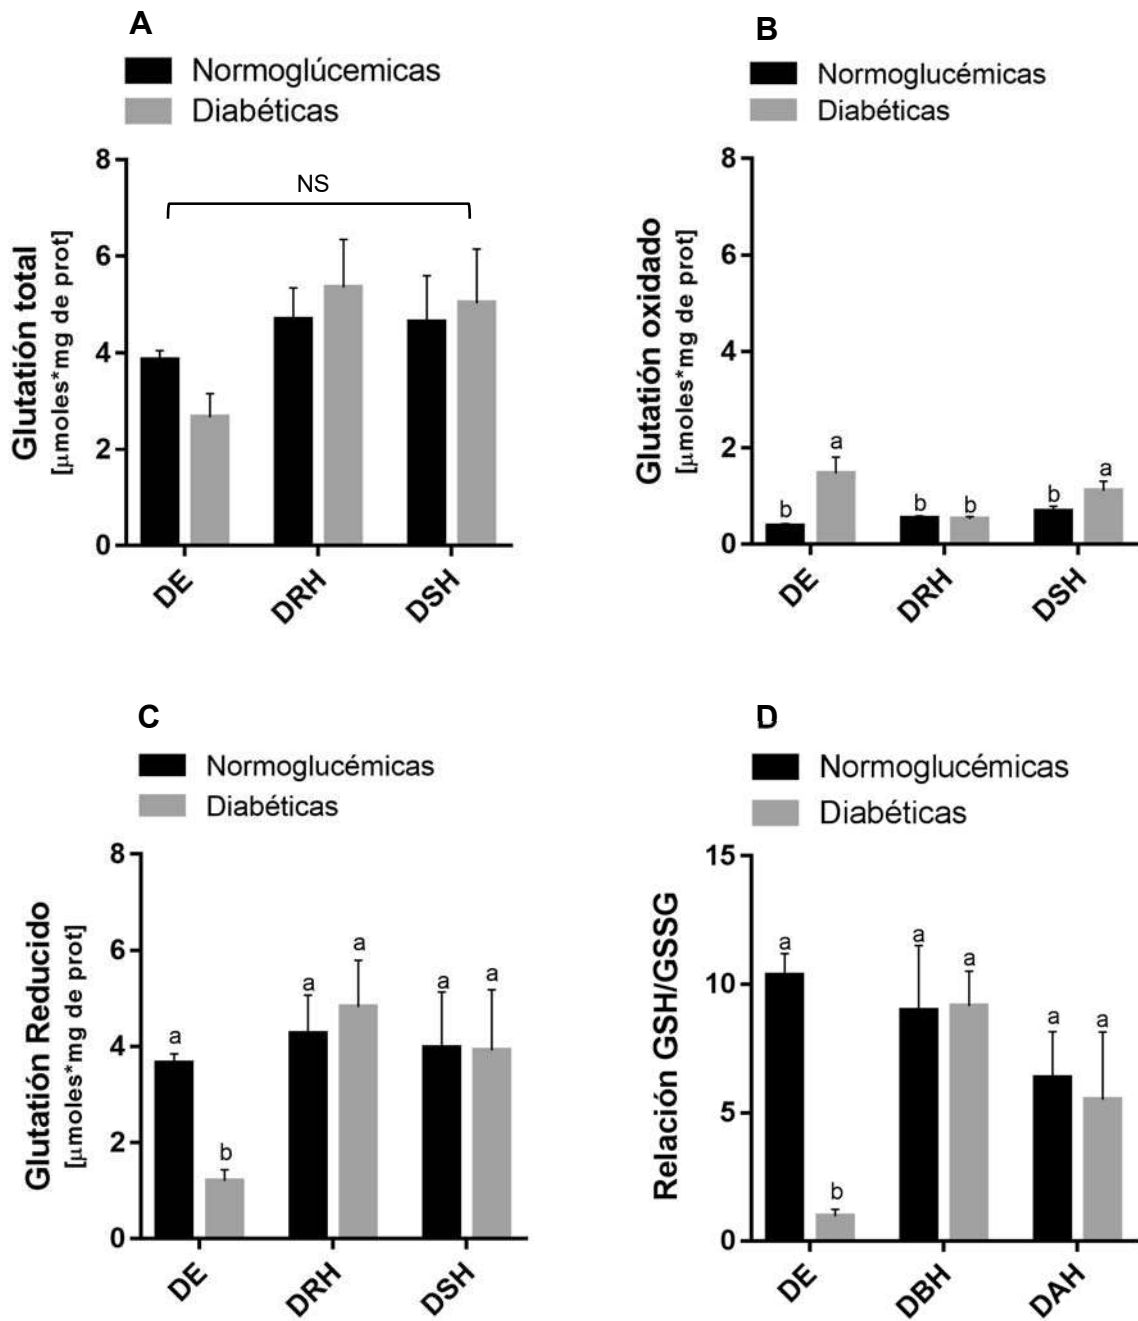 A
Normoglúcemicas
Diabéticas
Glutatión total
[µmoles*mg de prot]
8
6
4
2
0
NS
DE
DRH
DSH
B
Normoglucémicas
Diabéticas
Glutatión oxidado
[µmoles*mg de prot]
8
6
4
2
0
b
a
b
b
b
a
DE
DRH
DSH
C
Normoglucémicas
Diabéticas
Glutatión Reducido
[µmoles*mg de prot]
8
6
4
2
0
a
b
a
a
a
a
DE
DRH
DSH
D
Normoglucémicas
Diabéticas
Relación GSH/GSSG
15
10
5
0
a
b
a
a
a
a
DE
DBH
DAH